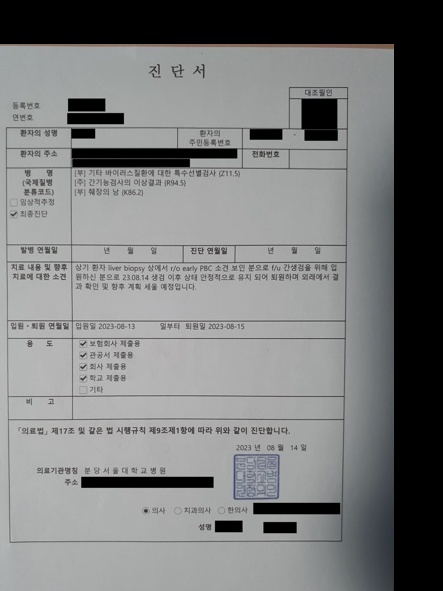 진 단 서
대조필인
등록번호
연번호
환자의 성명
환자의
주민등록번호
-
환자의 주소
전화번호
병 명
(국제질병
분류코드)
임상적추정
최종진단
[부] 기타 바이러스질환에 대한 특수선별검사 (Z11.5)
[주] 간기능검사의 이상결과 (R94.5)
[부] 췌장의 낭 (K86.2)
발병 연월일
년 월 일
진단 연월일
년 월 일
치료 내용 및 향후
치료에 대한 소견
상기 환자 liver biopsy 상에서 r/o early PBC 소견 보인 분으로 f/u 간생검을 위해 입
원하신 분으로 23.08.14 생검 이후 상태 안정적으로 유지 되어 퇴원하며 외래에서 결
과 확인 및 향후 계획 세울 예정입니다.
입원 · 퇴원 연월일
입원일 2023-08-13 일부터 퇴원일 2023-08-15
용 도
보험회사 제출용
관공서 제출용
회사 제출용
학교 제출용
기타
비 고
「의료법」 제17조 및 같은 법 시행규칙 제9조제1항에 따라 위와 같이 진단합니다.
2023 년 08 월 14 일
의료기관명칭 분당서울대학교병원
주소
의사 치과의사 한의사
성명